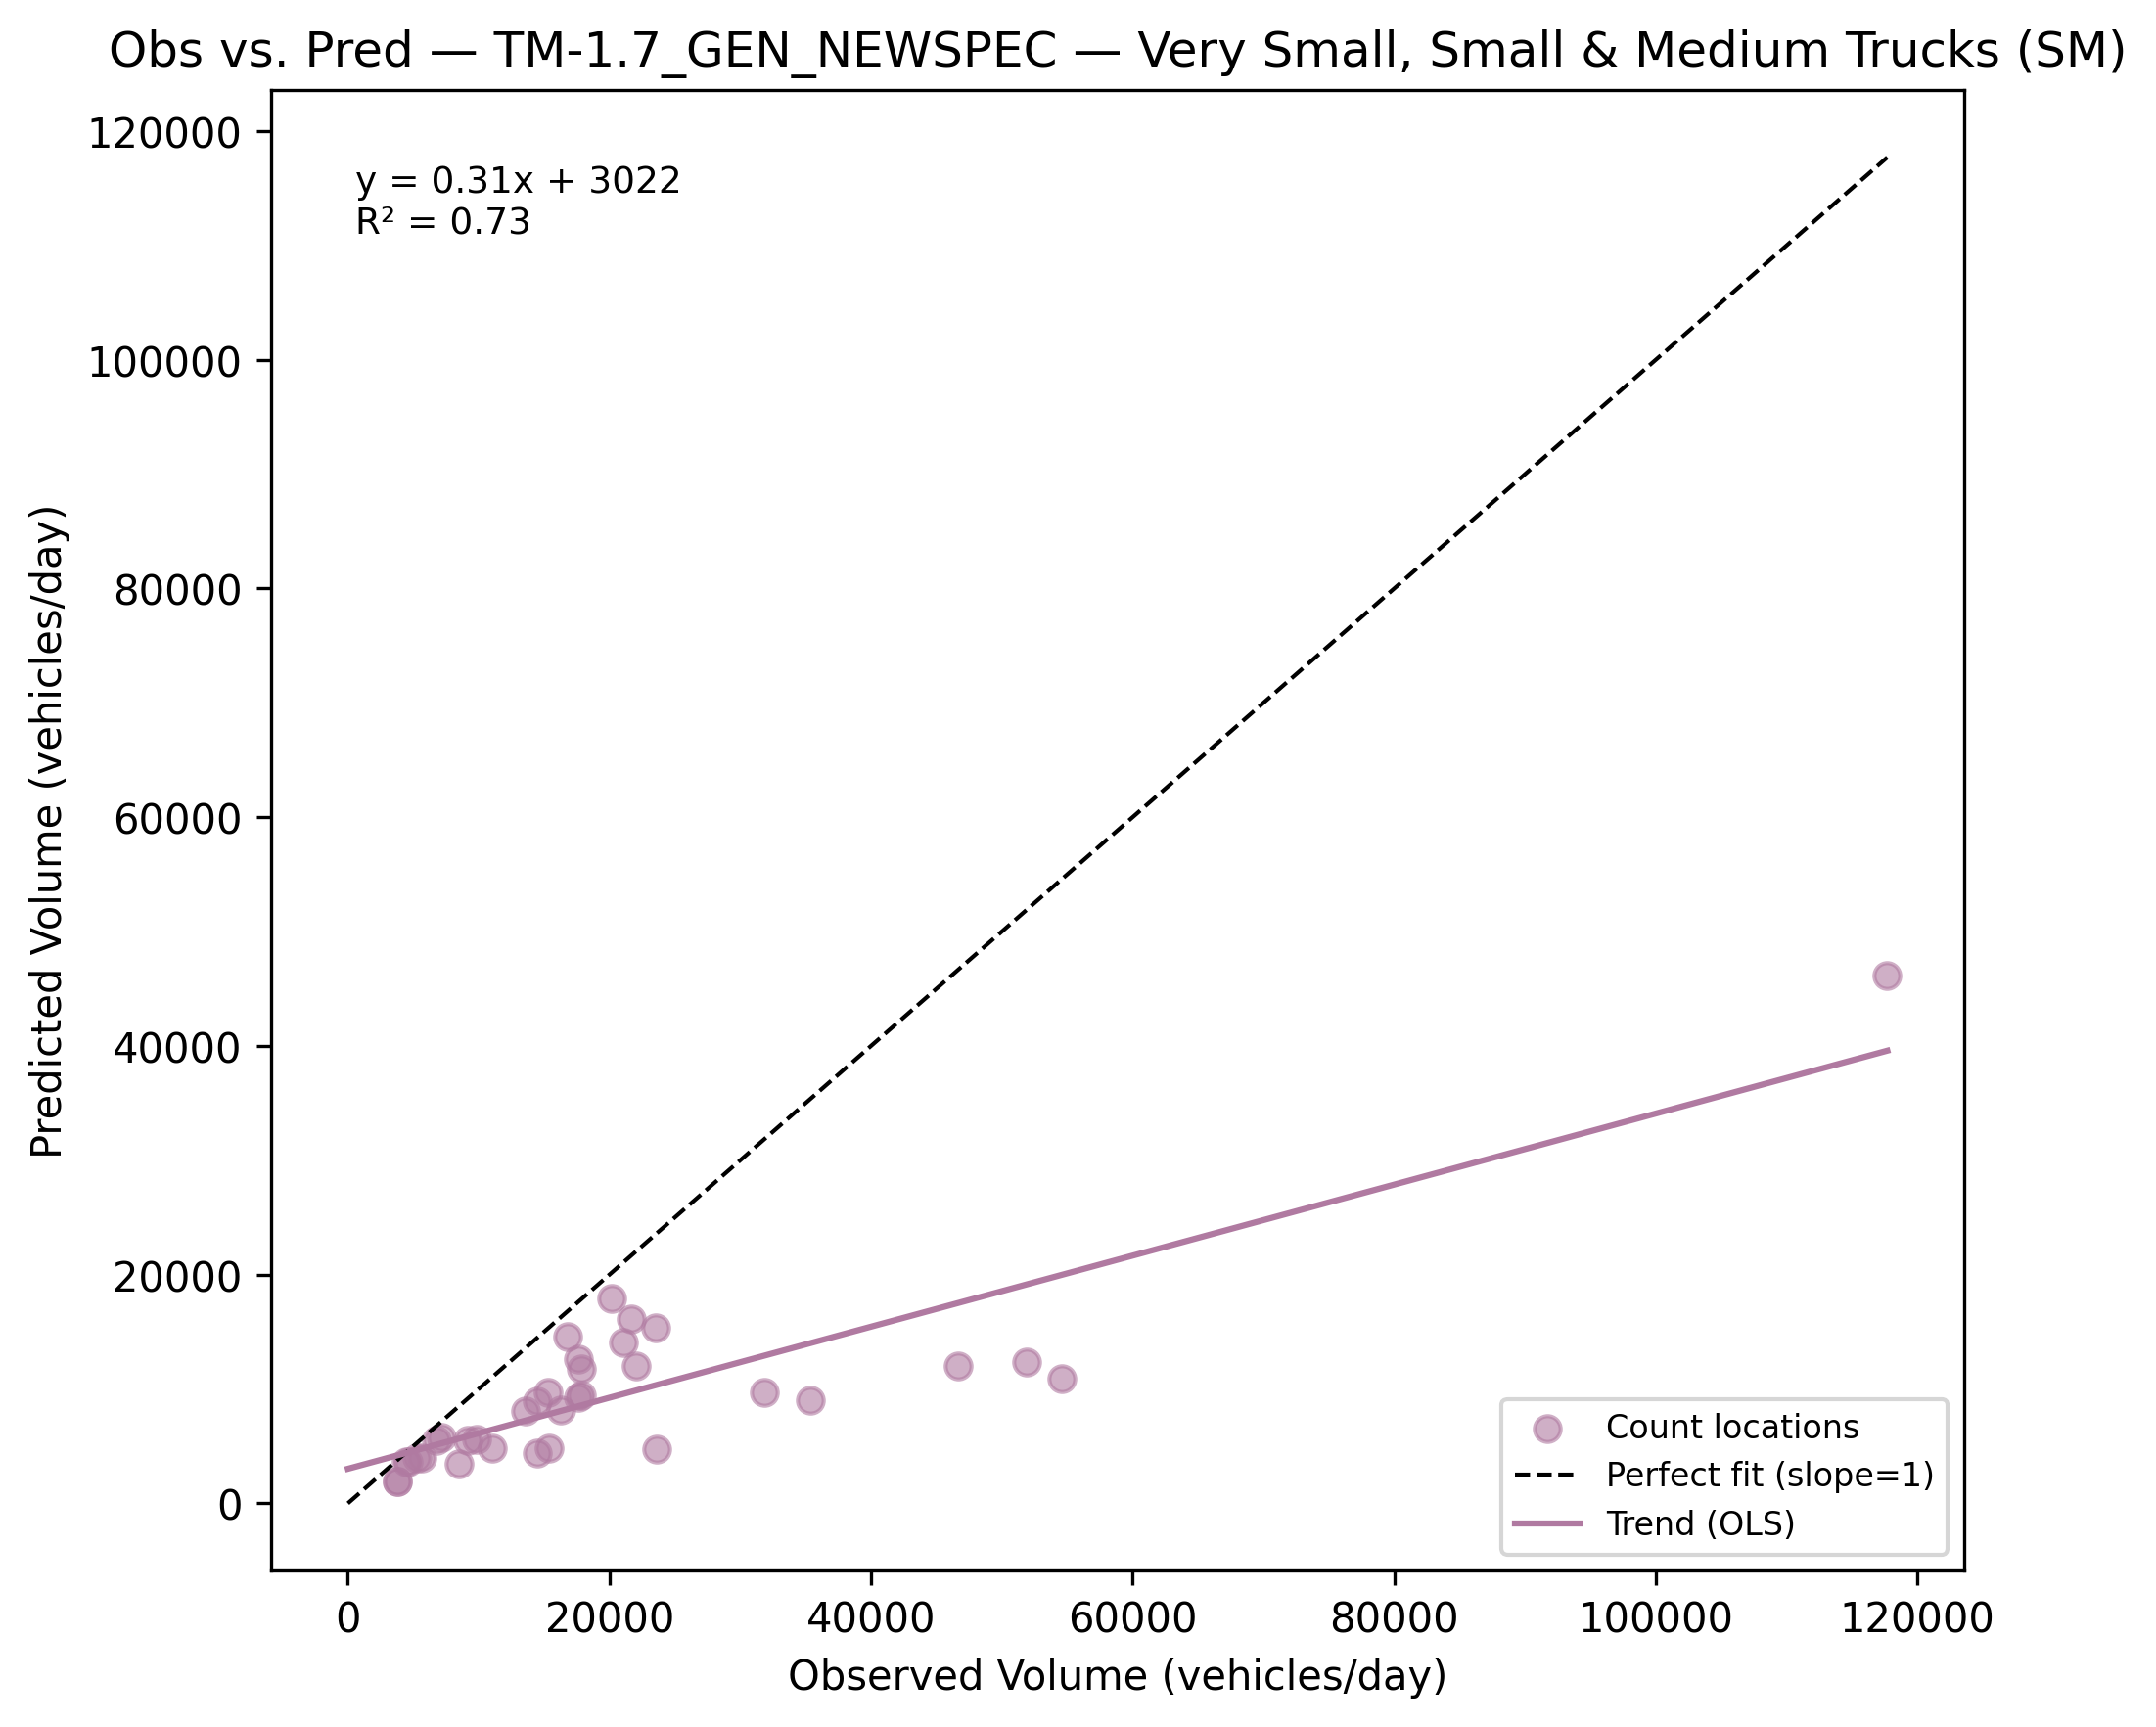 Obs vs. Pred — TM-1.7_GEN_NEWSPEC — Very Small, Small & Medium Trucks (SM)
y = 0.31x + 3022
R² = 0.73
Predicted Volume (vehicles/day)
120000
100000
80000
60000
40000
20000
0
Count locations
Perfect fit (slope=1)
Trend (OLS)
0 20000 40000 60000 80000 100000 120000
Observed Volume (vehicles/day)